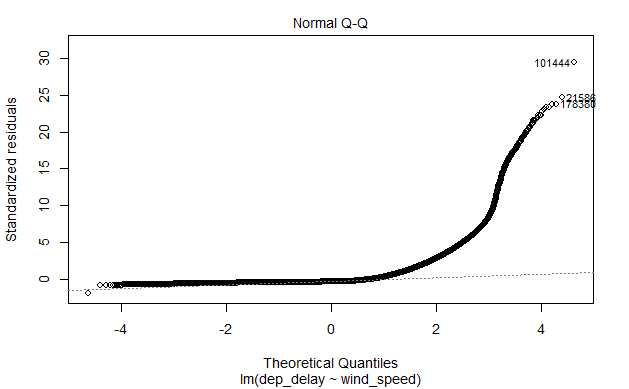 Normal Q-Q
Standardized residuals
30
25
20
15
10
5
0
101444
21586
178380
-4 -2 0 2 4
Theoretical Quantiles
lm(dep_delay ~ wind_speed)